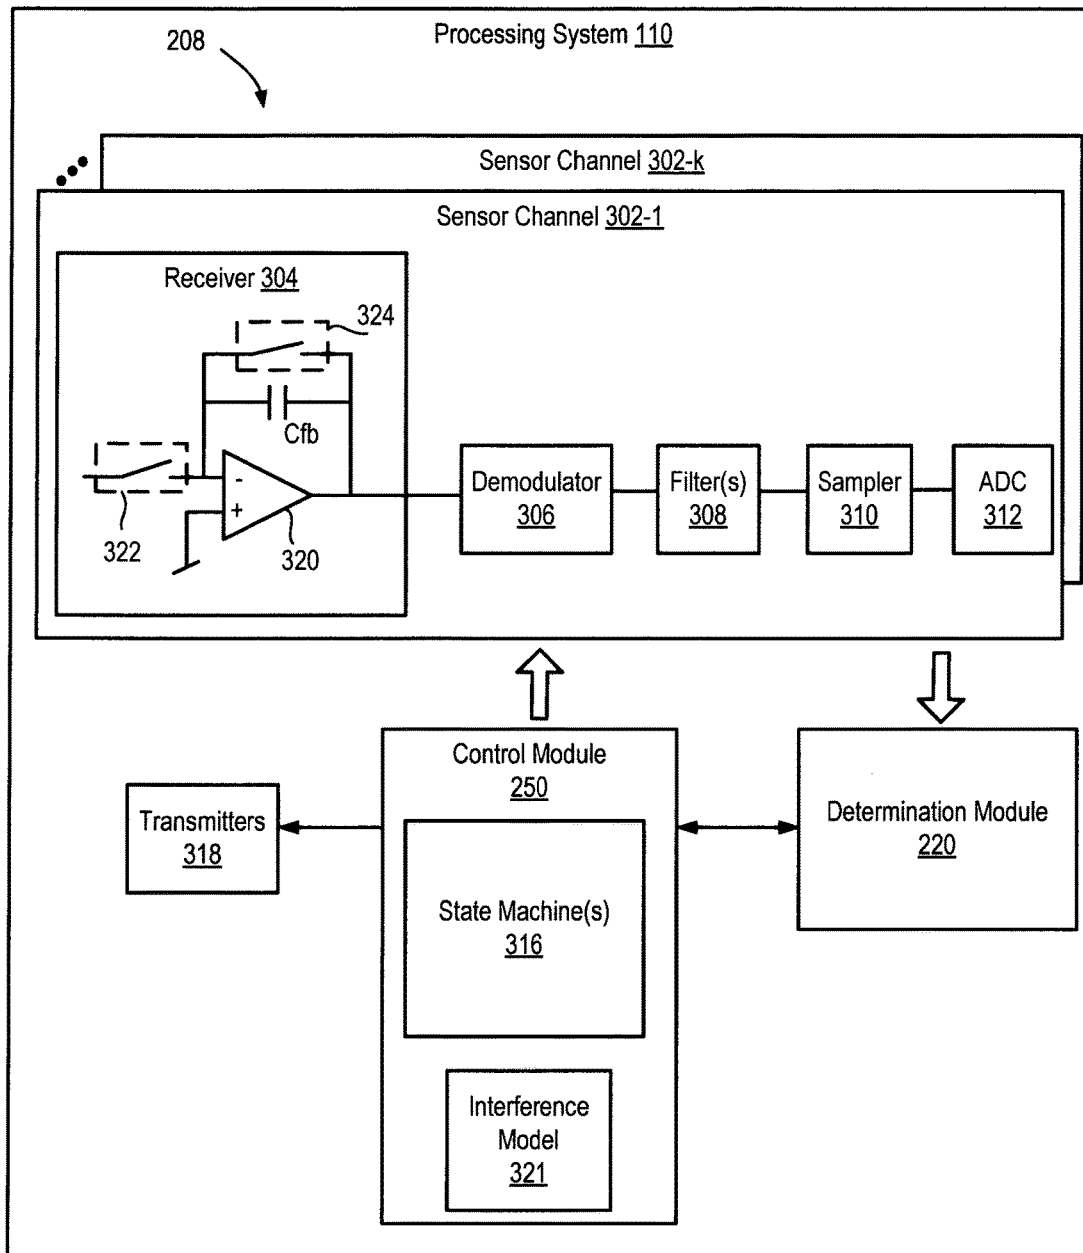 Processing System 110
208
Sensor Channel 302-k
Sensor Channel 302-1
Receiver 304
324
Cfb
-
+
322
320
Demodulator
306
Filter(s)
308
Sampler
310
ADC
312
Control Module
250
Transmitters
318
State Machine(s)
316
Determination Module
220
Interference
Model
321